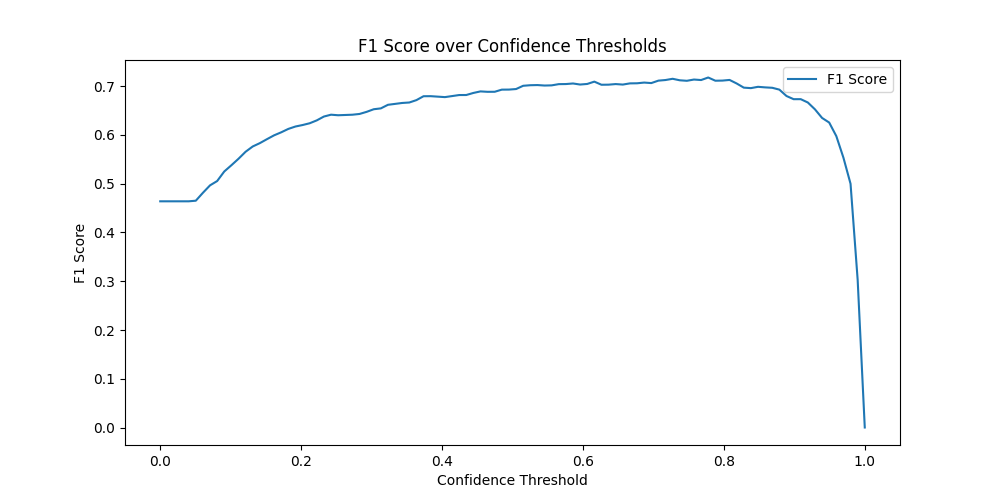 F1 Score over Confidence Thresholds
F1 Score
0.7
0.6
0.5
0.4
0.3
0.2
0.1
0.0
F1 Score
0.0 0.2 0.4 0.6 0.8 1.0
Confidence Threshold